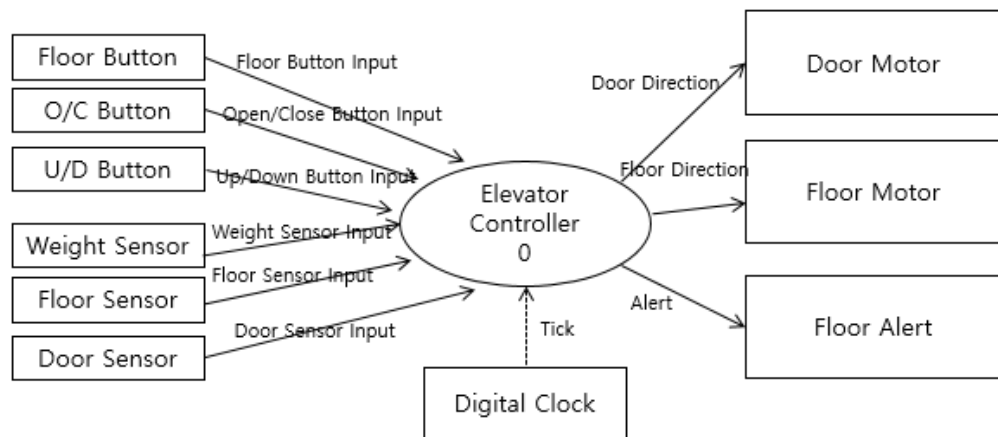 Floor Button
O/C Button
U/D Button
Weight Sensor
Floor Sensor
Door Sensor
Floor Button Input
Open/Close Button Input
Up/Down Button Input
Weight Sensor Input
Floor Sensor Input
Door Sensor Input
Elevator
Controller
0
Tick
Digital Clock
Door Direction
Floor Direction
Alert
Door Motor
Floor Motor
Floor Alert